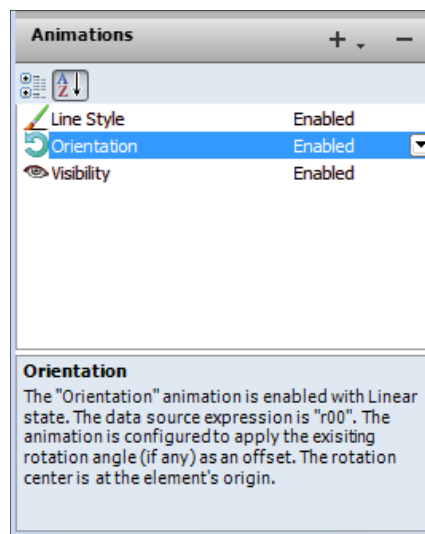 Animations + -
A Z
Line Style Enabled
Orientation Enabled
Visibility Enabled
Orientation
The "Orientation" animation is enabled with Linear
state. The data source expression is "r00". The
animation is configured to apply the exisiting
rotation angle (if any) as an offset. The rotation
center is at the element's origin.